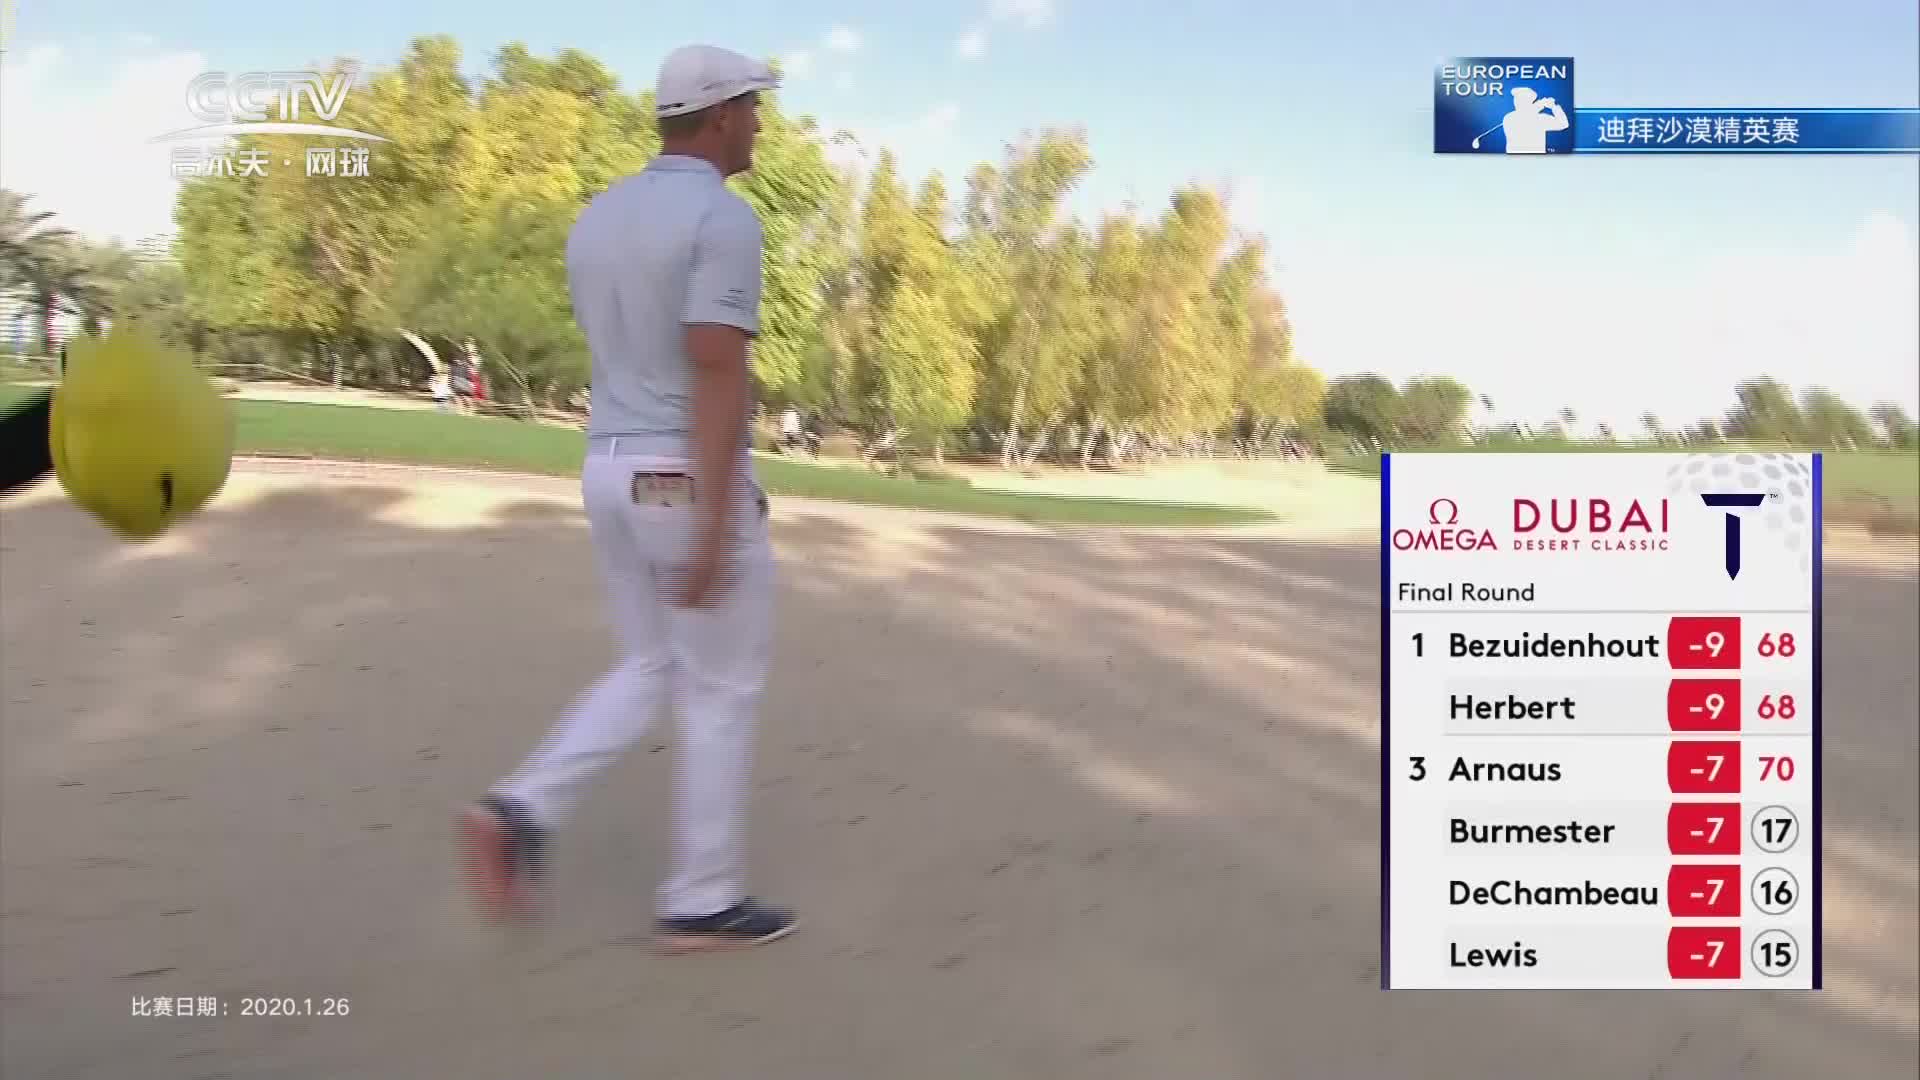 CCTV
高尔夫·网球
EUROPEAN
TOUR
迪拜沙漠精英赛
Ω
OMEGA
DUBAI
DESERT CLASSIC
T™
Final Round
1 Bezuidenhout -9 68
Herbert -9 68
3 Arnaus -7 70
Burmester -7 17
DeChambeau -7 16
Lewis -7 15
比赛日期：2020.1.26